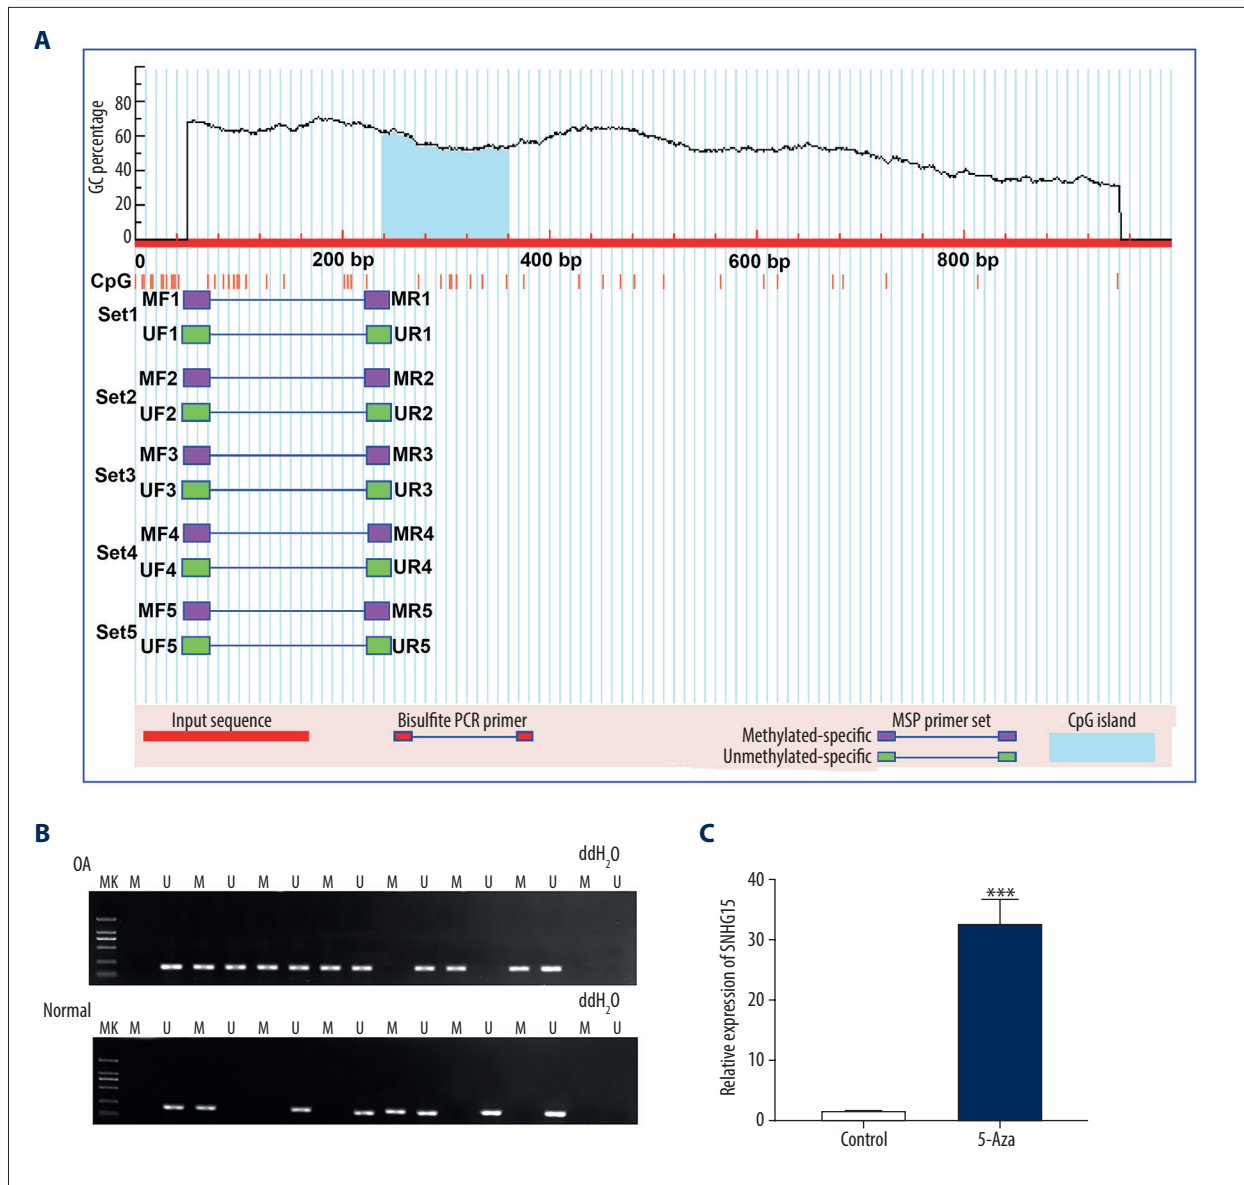 A
GC percentage
80
60
40
20
0
0 200 bp 400 bp 600 bp 800 bp
CpG
MF1 MR1
Set1
UF1 UR1
MF2 MR2
Set2
UF2 UR2
MF3 MR3
Set3
UF3 UR3
MF4 MR4
Set4
UF4 UR4
MF5 MR5
Set5
UF5 UR5
Input sequence Bisulfite PCR primer MSP primer set CpG island
Methylated-specific
Unmethylated-specific
B
OA ddH₂O
MK M U M U M U M U M U M U M U M U
Normal ddH₂O
MK M U M U M U M U M U M U M U M U
C
Relative expression of SNHG15
40
30
20
10
0
***
Control 5-Aza